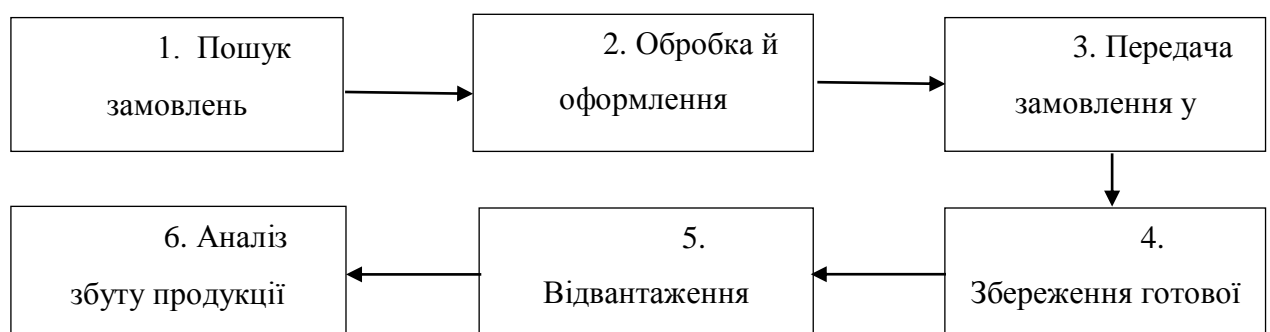 1. Пошук
замовлень
2. Обробка й
оформлення
3. Передача
замовлення у
4.
Збереження готової
5.
Відвантаження
6. Аналіз
збуту продукції